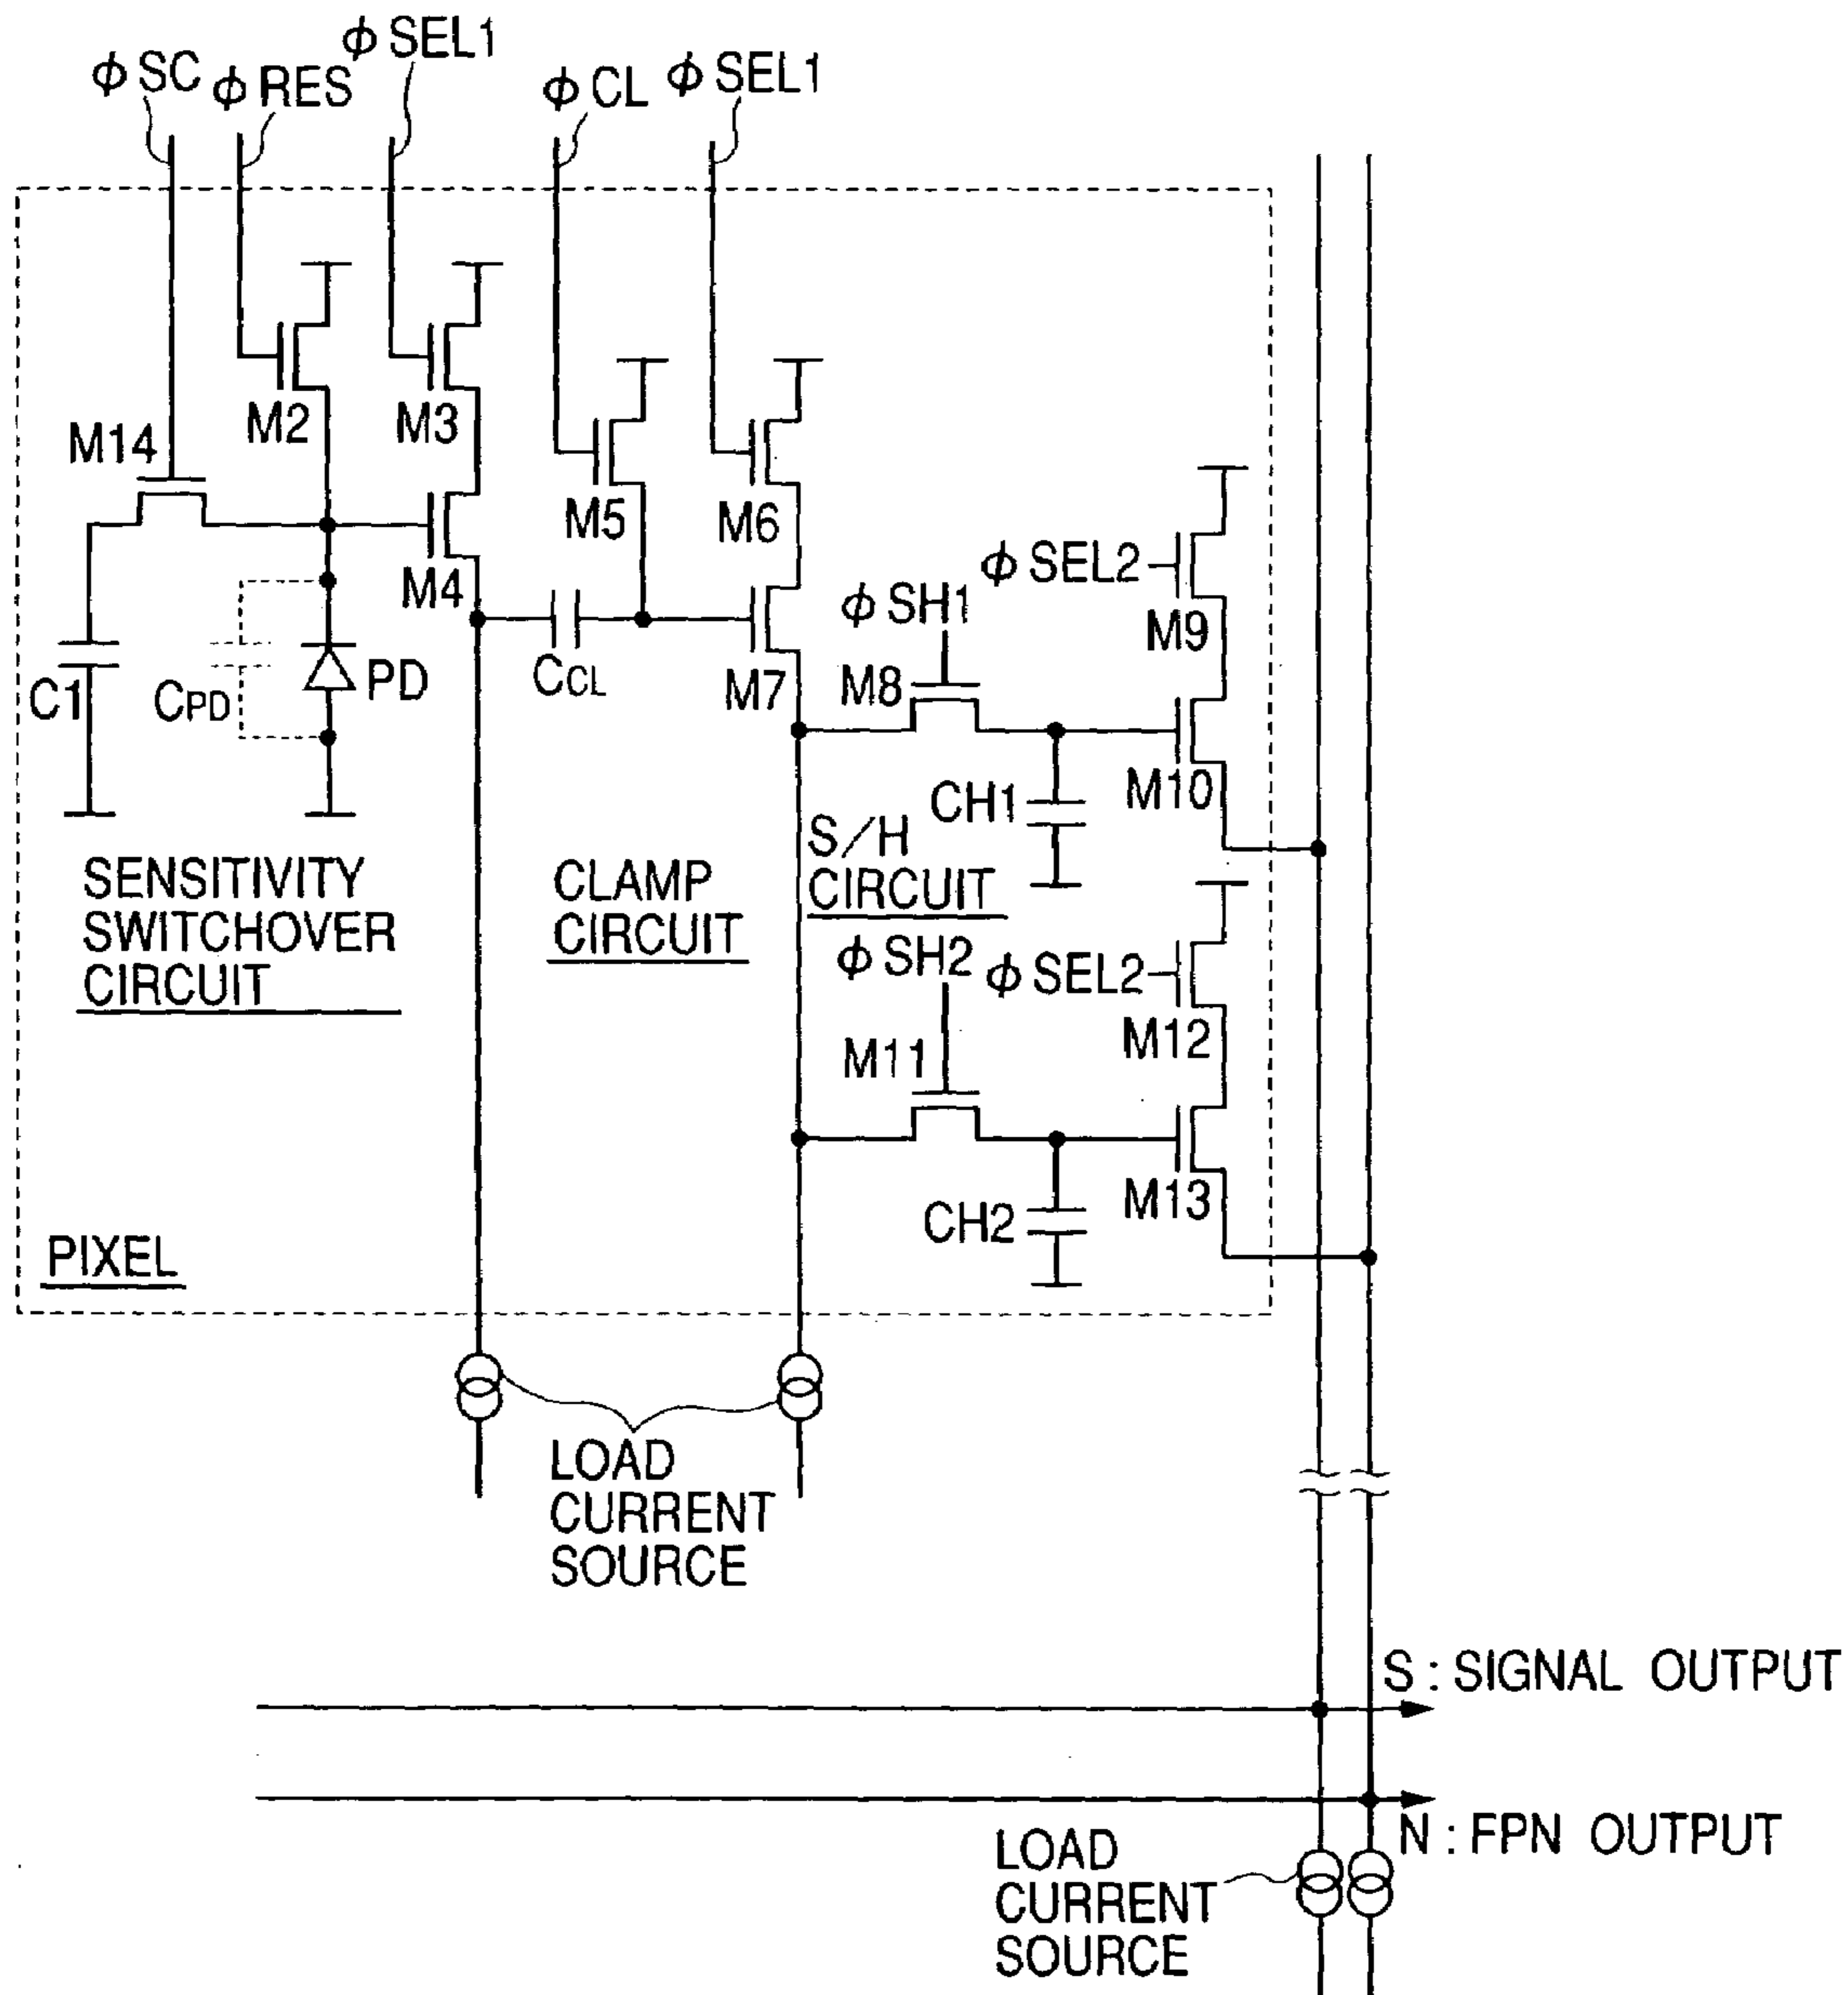 ϕSC
ϕRES
ϕSEL1
ϕCL
ϕSEL1
M14
M2
M3
M5
M6
M4
C1
CPD
PD
CCL
M7
ϕSH1
M8
ϕSEL2
M9
CH1
M10
SENSITIVITY
SWITCHOVER
CIRCUIT
CLAMP
CIRCUIT
S/H
CIRCUIT
ϕSH2
ϕSEL2
M11
M12
CH2
M13
PIXEL
LOAD
CURRENT
SOURCE
S : SIGNAL OUTPUT
N : FPN OUTPUT
LOAD
CURRENT
SOURCE